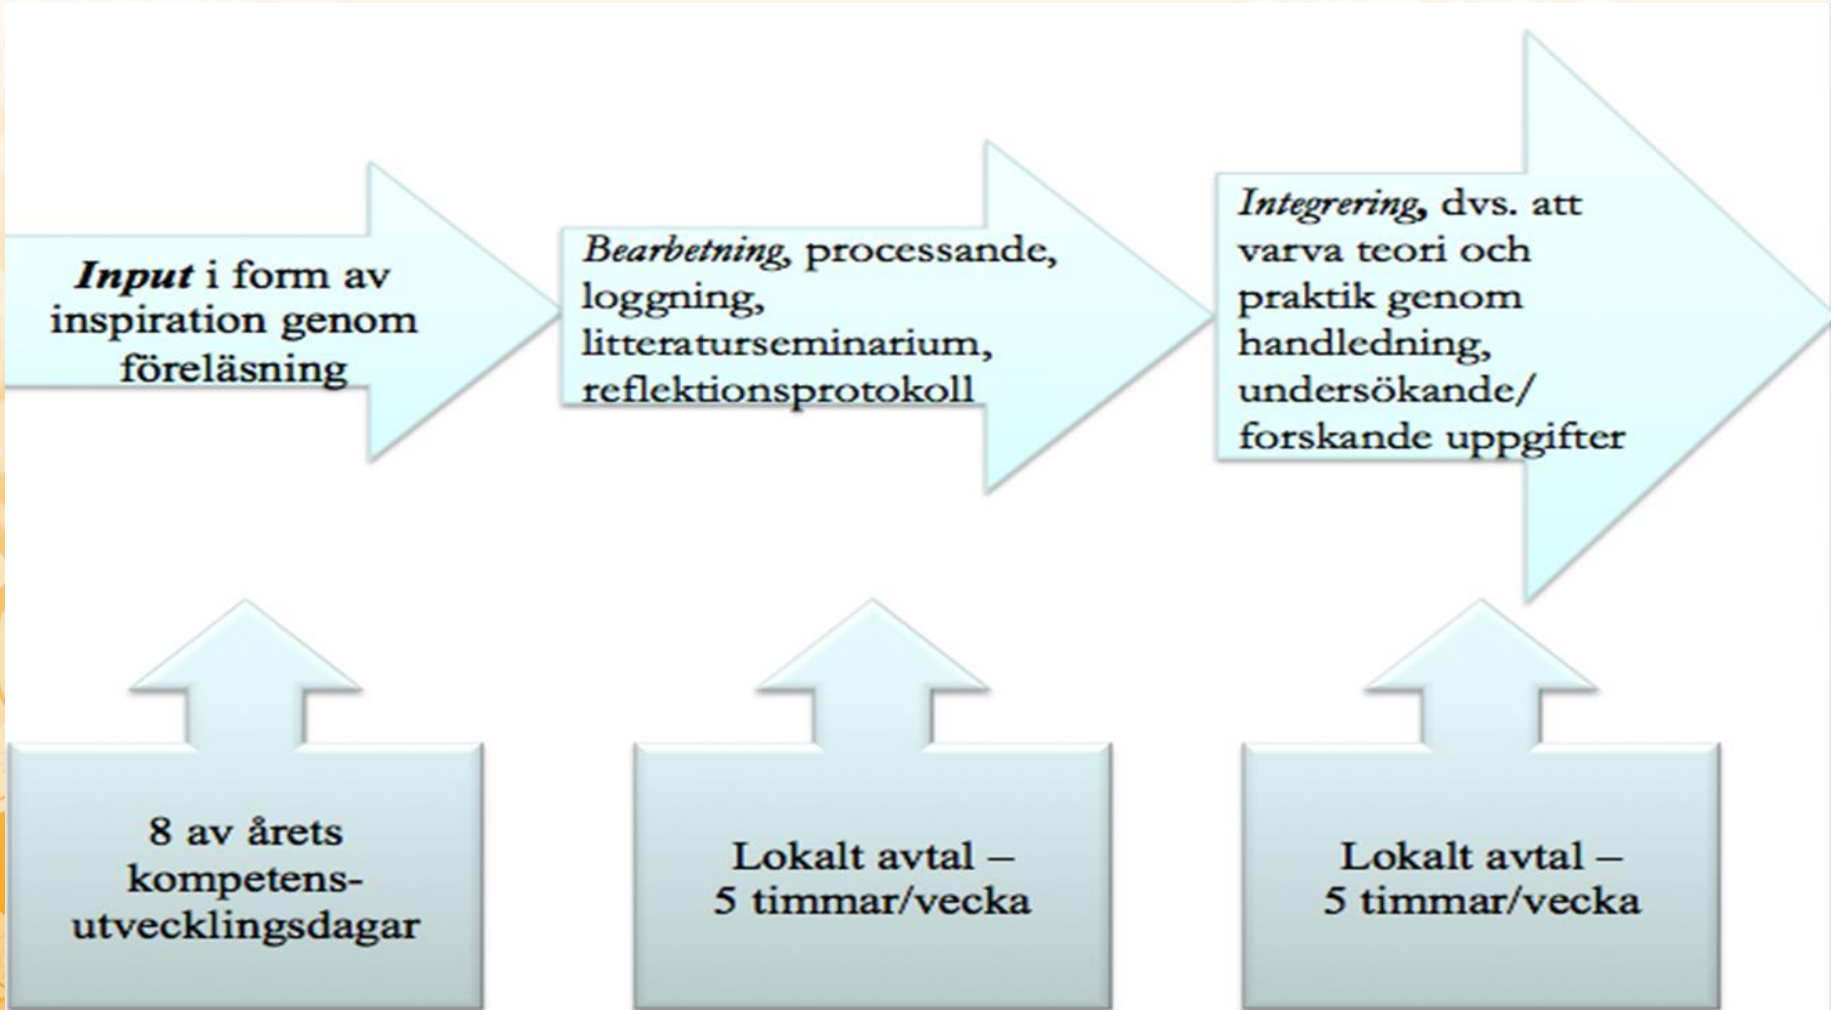 Input i form av
inspiration genom
föreläsning
Bearbetning, processande,
loggning,
litteraturseminarium,
reflektionsprotokoll
Integrering, dvs. att
varva teori och
praktik genom
handledning,
undersökande/
forskande uppgifter
8 av årets
kompetens-
utvecklingsdagar
Lokalt avtal –
5 timmar/vecka
Lokalt avtal –
5 timmar/vecka